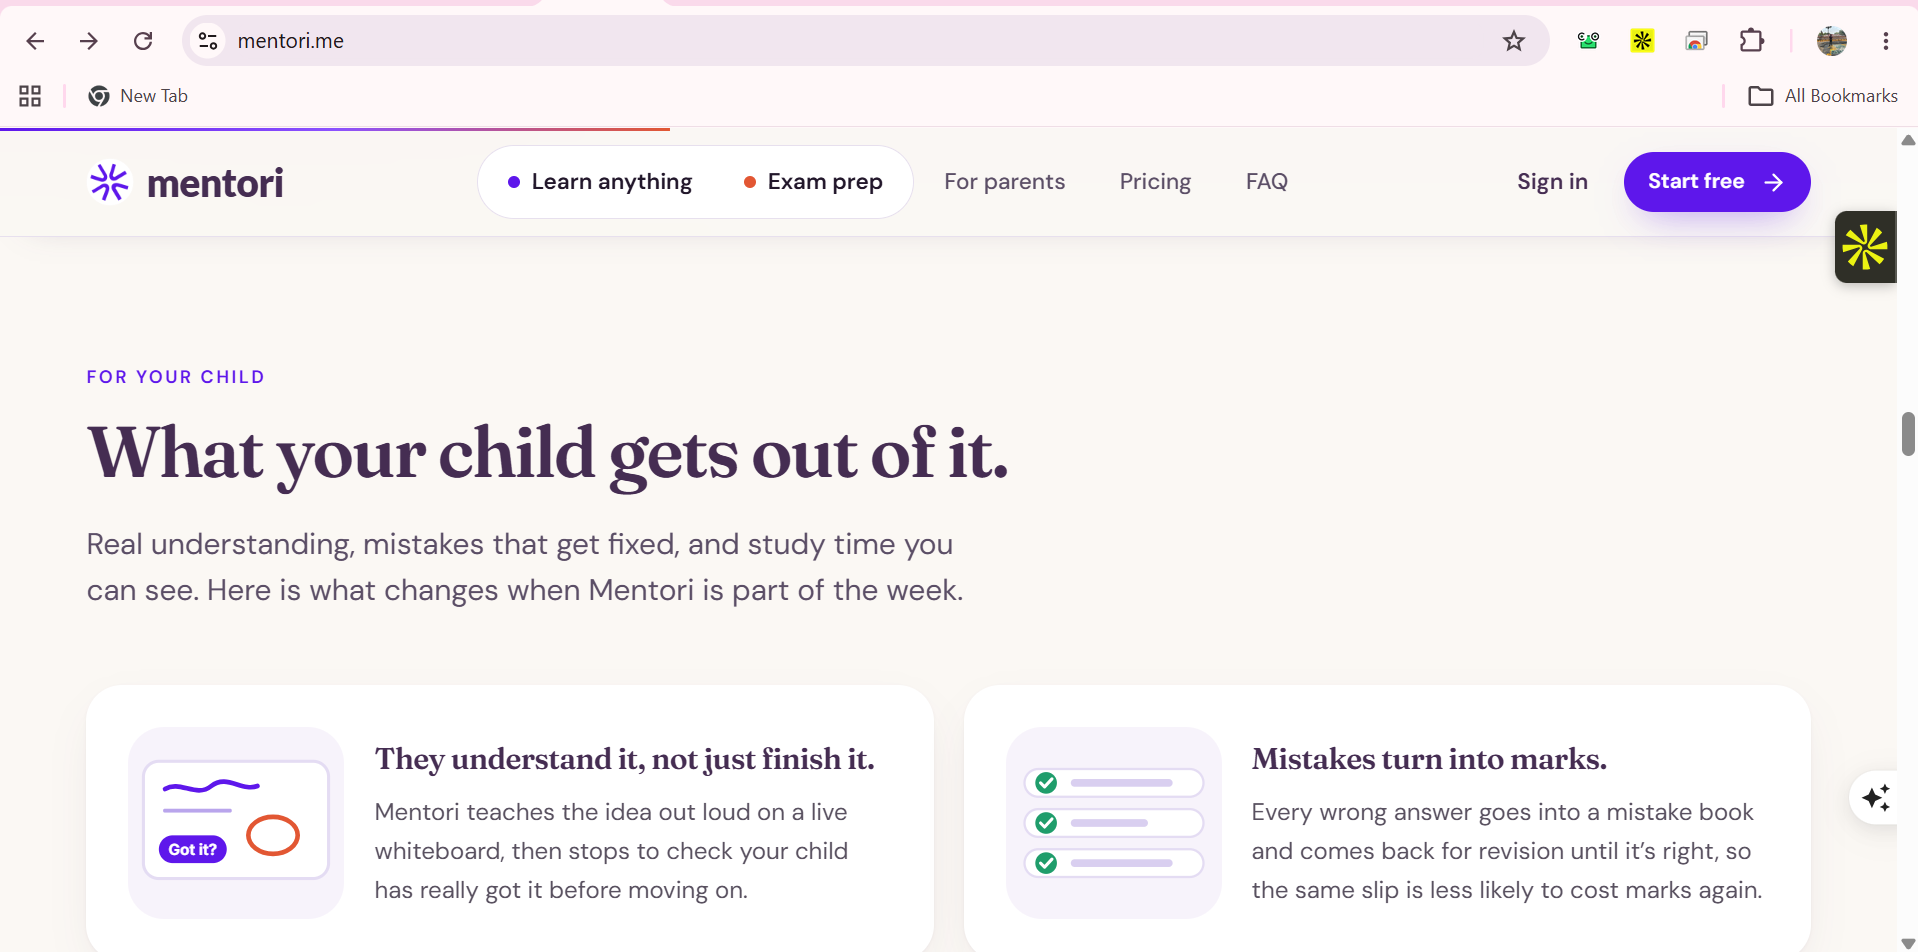 mentori.me
New Tab
All Bookmarks
mentori
Learn anything
Exam prep
For parents
Pricing
FAQ
Sign in
Start free
FOR YOUR CHILD
What your child gets out of it.
Real understanding, mistakes that get fixed, and study time you
can see. Here is what changes when Mentori is part of the week.
Got it?
They understand it, not just finish it.
Mentori teaches the idea out loud on a live
whiteboard, then stops to check your child
has really got it before moving on.
Mistakes turn into marks.
Every wrong answer goes into a mistake book
and comes back for revision until it’s right, so
the same slip is less likely to cost marks again.